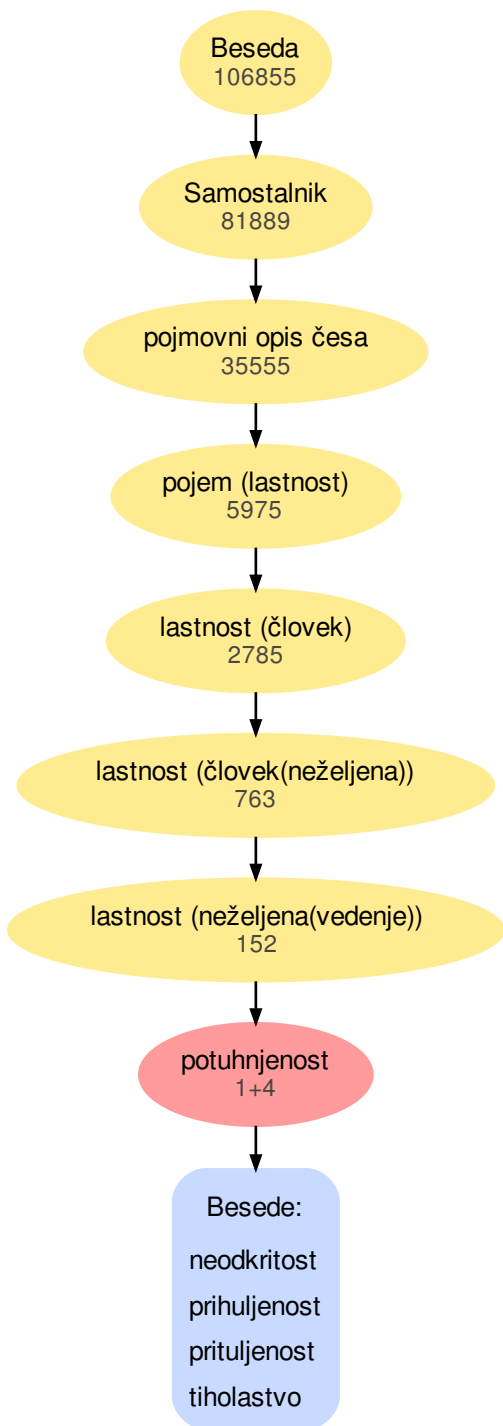 Beseda
106855
Samostalnik
81889
pojmovni opis česa
35555
pojem (lastnost)
5975
lastnost (človek)
2785
lastnost (človek(neželjena))
763
lastnost (neželjena(vedenje))
152
potuhnjenost
1+4
Besede:
neodkritost
prihuljenost
prituljenost
tiholastvo